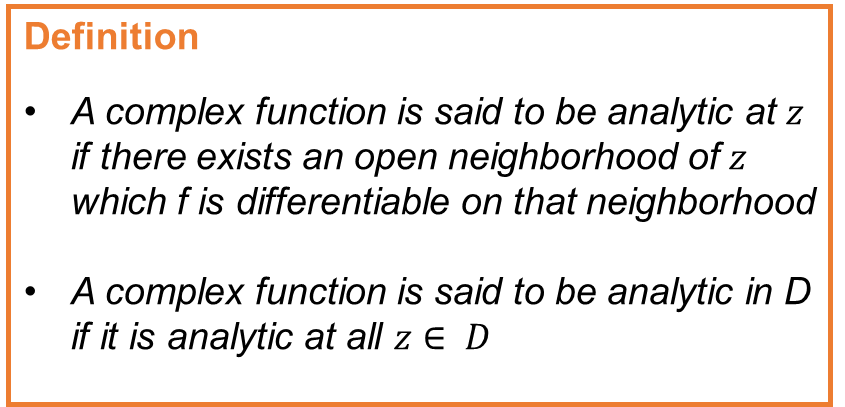 Definition
• A complex function is said to be analytic at z
if there exists an open neighborhood of z
which f is differentiable on that neighborhood
• A complex function is said to be analytic in D
if it is analytic at all z ∈ D